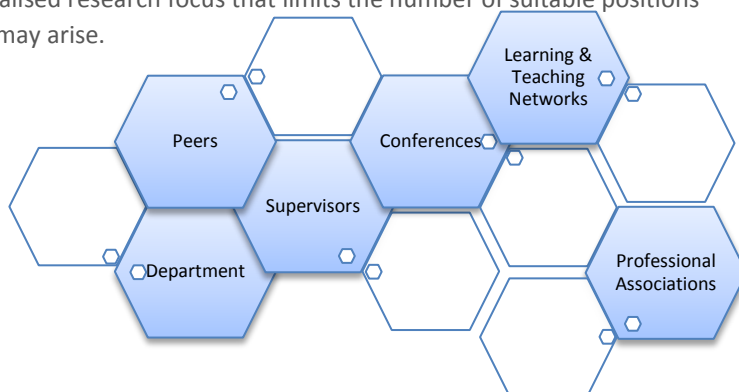 alised research focus that limits the number of suitable positions
may arise.
Learning &
Teaching
Networks
Peers
Conferences
Supervisors
Department
Professional
Associations